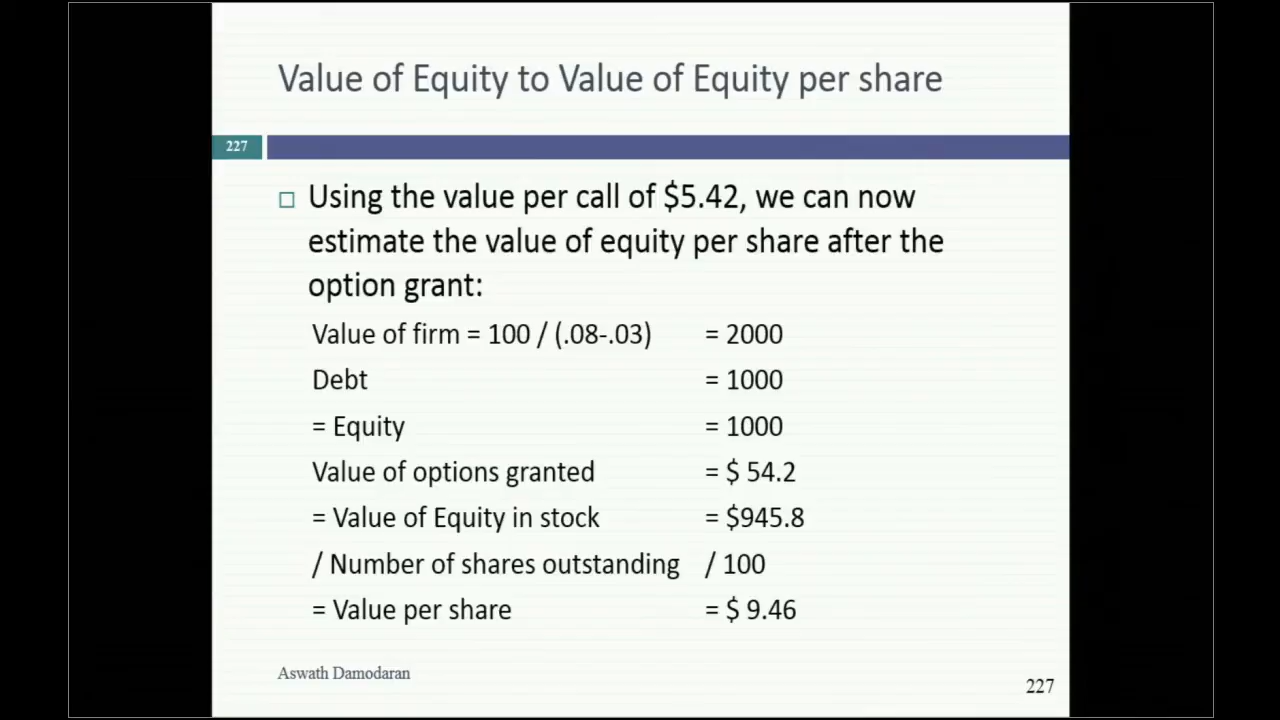 Value of Equity to Value of Equity per share
227
Using the value per call of $5.42, we can now
estimate the value of equity per share after the
option grant:
Value of firm = 100 / (.08-.03) = 2000
Debt = 1000
= Equity = 1000
Value of options granted = $ 54.2
= Value of Equity in stock = $945.8
/ Number of shares outstanding / 100
= Value per share = $ 9.46
Aswath Damodaran
227